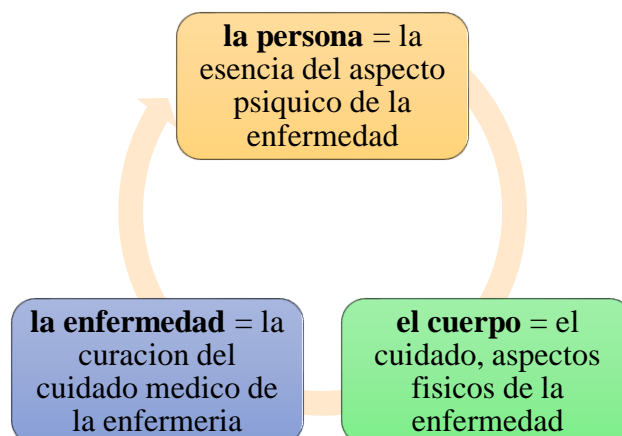 la persona = la
esencia del aspecto
psiquico de la
enfermedad
la enfermedad = la
curacion del
cuidado medico de
la enfermeria
el cuerpo = el
cuidado, aspectos
fisicos de la
enfermedad